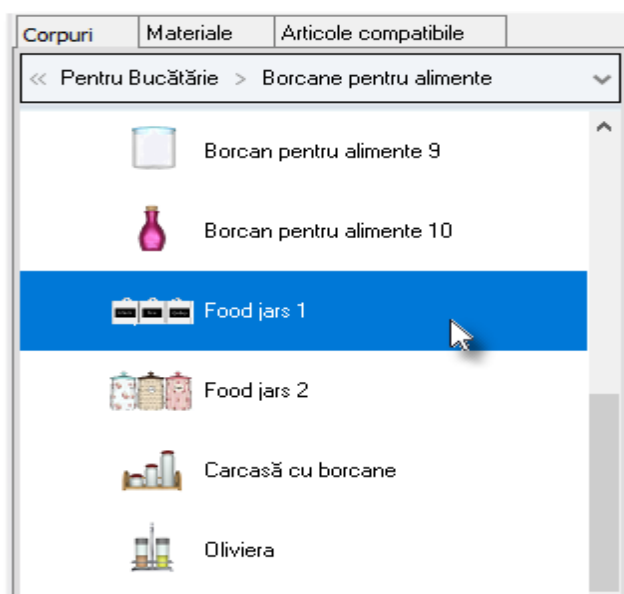 Corpuri Materiale Articole compatibile
« Pentru Bucătărie > Borcane pentru alimente
Borcan pentru alimente 9
Borcan pentru alimente 10
Food jars 1
Food jars 2
Carcasă cu borcane
Oliviera